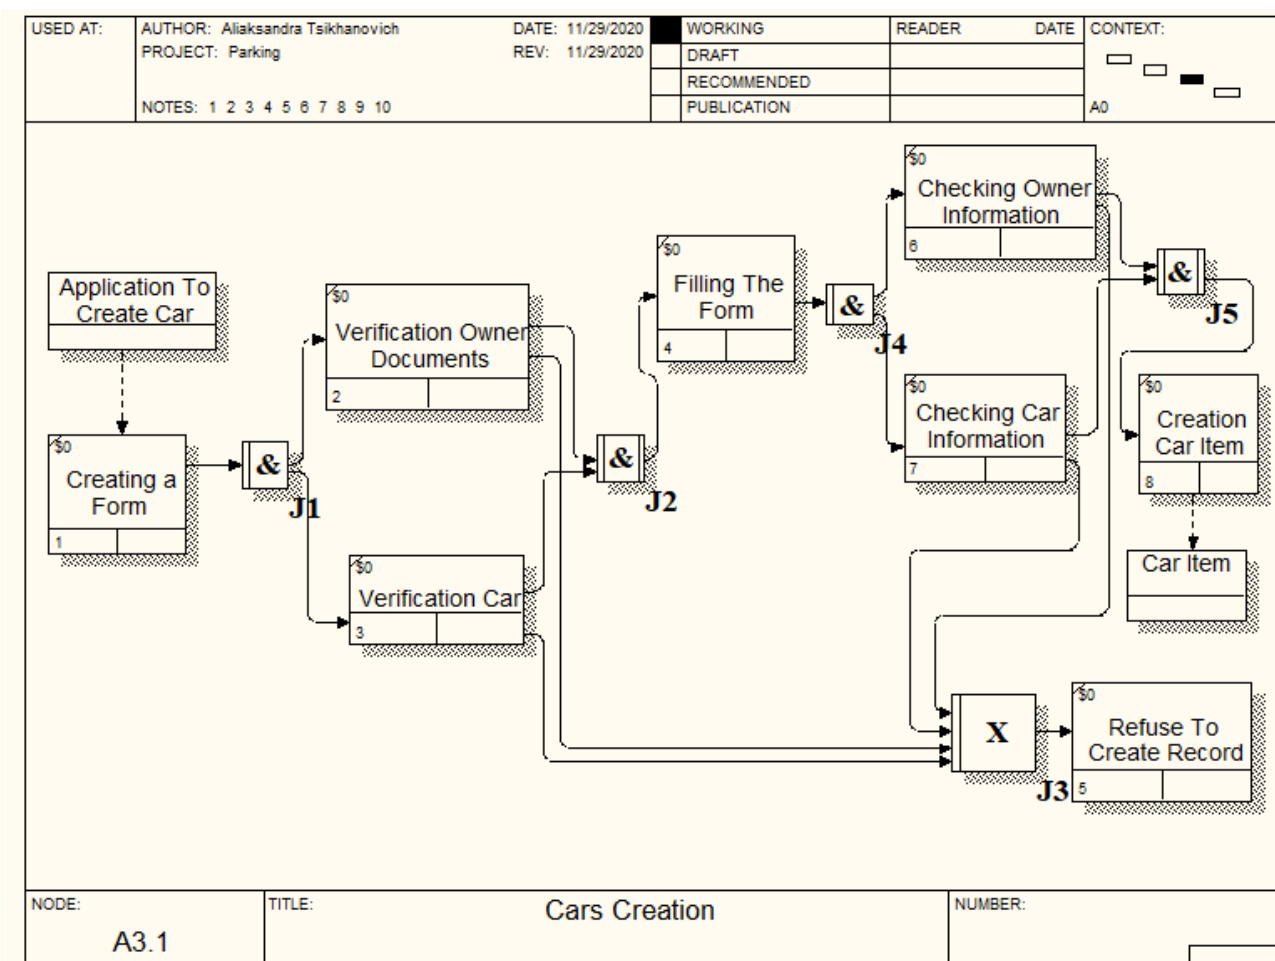 USED AT:
AUTHOR: Aliaksandra Tsikhanovich
DATE: 11/29/2020
PROJECT: Parking
REV: 11/29/2020
NOTES: 1 2 3 4 5 6 7 8 9 10
WORKING
DRAFT
RECOMMENDED
PUBLICATION
READER
DATE
CONTEXT:
A0
Application To
Create Car
$0
Creating a
Form
1
&
J1
$0
Verification Owner
Documents
2
$0
Verification Car
3
&
J2
$0
Filling The
Form
4
&
J4
$0
Checking Owner
Information
6
$0
Checking Car
Information
7
&
J5
$0
Creation
Car Item
8
Car Item
X
J3
$0
Refuse To
Create Record
5
NODE:
A3.1
TITLE:
Cars Creation
NUMBER: